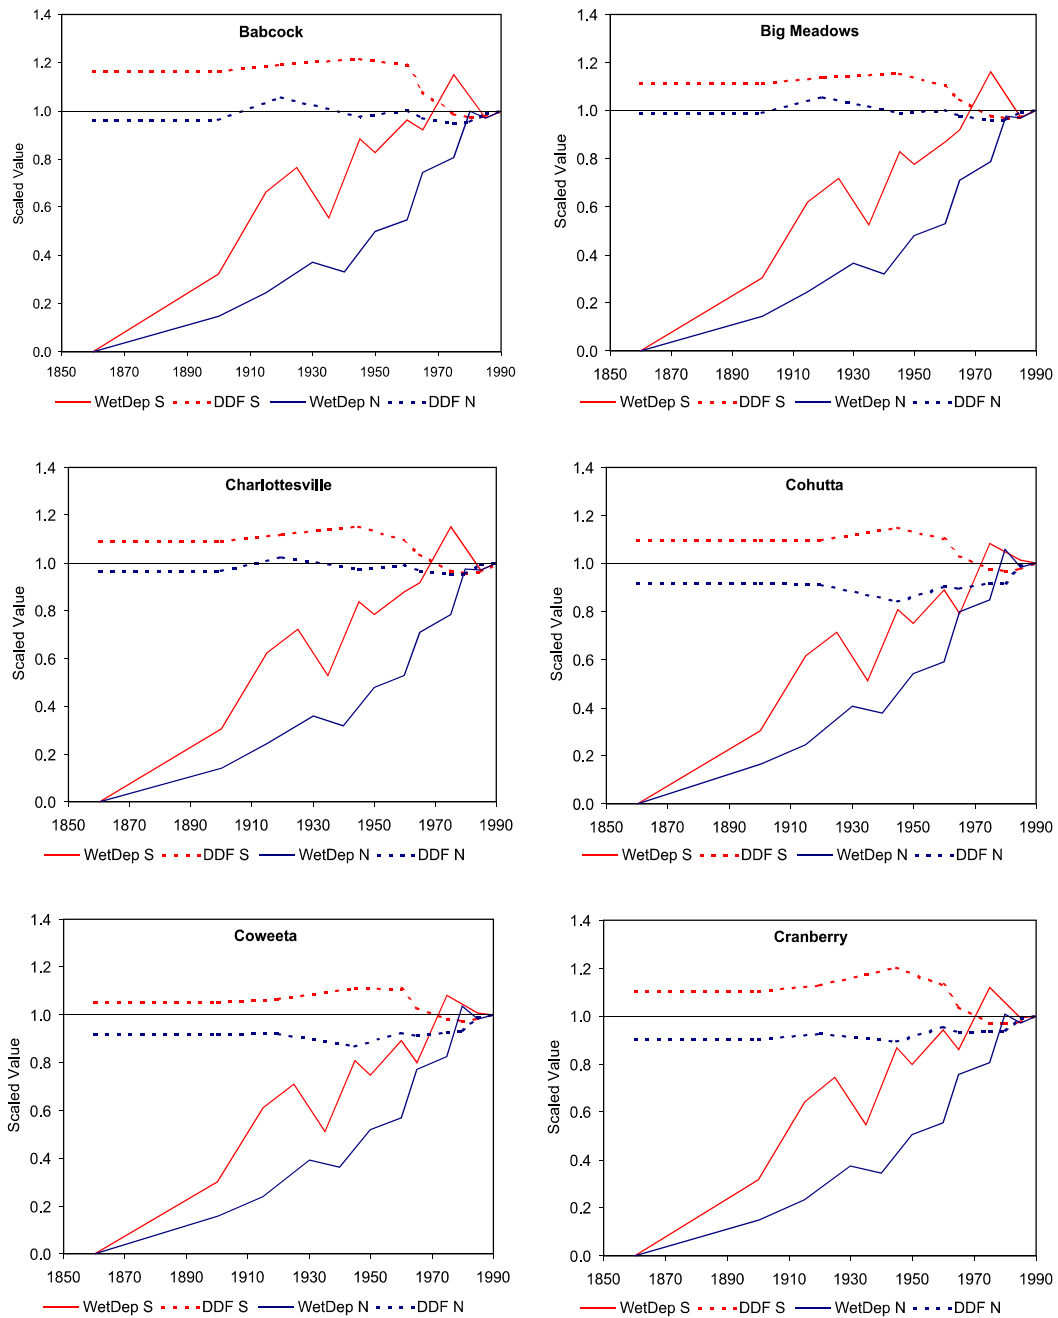 Babcock
Scaled Value
1.4
1.2
1.0
0.8
0.6
0.4
0.2
0.0
1850 1870 1890 1910 1930 1950 1970 1990
WetDep S DDF S WetDep N DDF N
Big Meadows
Scaled Value
1.4
1.2
1.0
0.8
0.6
0.4
0.2
0.0
1850 1870 1890 1910 1930 1950 1970 1990
WetDep S DDF S WetDep N DDF N
Charlottesville
Scaled Value
1.4
1.2
1.0
0.8
0.6
0.4
0.2
0.0
1850 1870 1890 1910 1930 1950 1970 1990
WetDep S DDF S WetDep N DDF N
Cohutta
Scaled Value
1.4
1.2
1.0
0.8
0.6
0.4
0.2
0.0
1850 1870 1890 1910 1930 1950 1970 1990
WetDep S DDF S WetDep N DDF N
Coweeta
Scaled Value
1.4
1.2
1.0
0.8
0.6
0.4
0.2
0.0
1850 1870 1890 1910 1930 1950 1970 1990
WetDep S DDF S WetDep N DDF N
Cranberry
Scaled Value
1.4
1.2
1.0
0.8
0.6
0.4
0.2
0.0
1850 1870 1890 1910 1930 1950 1970 1990
WetDep S DDF S WetDep N DDF N